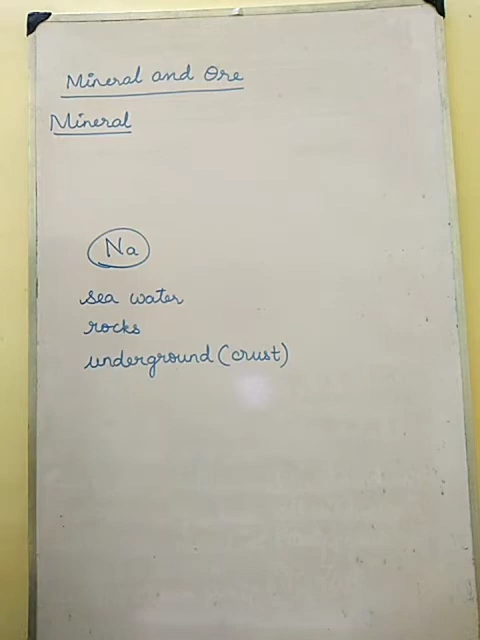 Mineral and Ore
Mineral
Na
sea water
rocks
underground (crust)